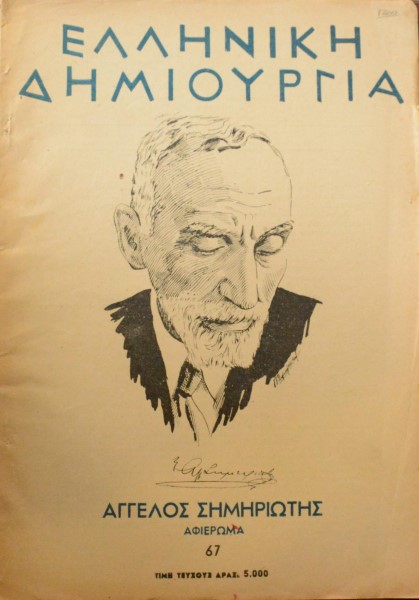 ΕΛΛΗΝΙΚΗ
ΔΗΜΙΟΥΡΓΙΑ
ΑΓΓΕΛΟΣ ΣΗΜΗΡΙΩΤΗΣ
ΑΦΙΕΡΩΜΑ
67
ΤΙΜΗ ΤΕΥΧΟΥΣ ΔΡΑΧ. 5.000